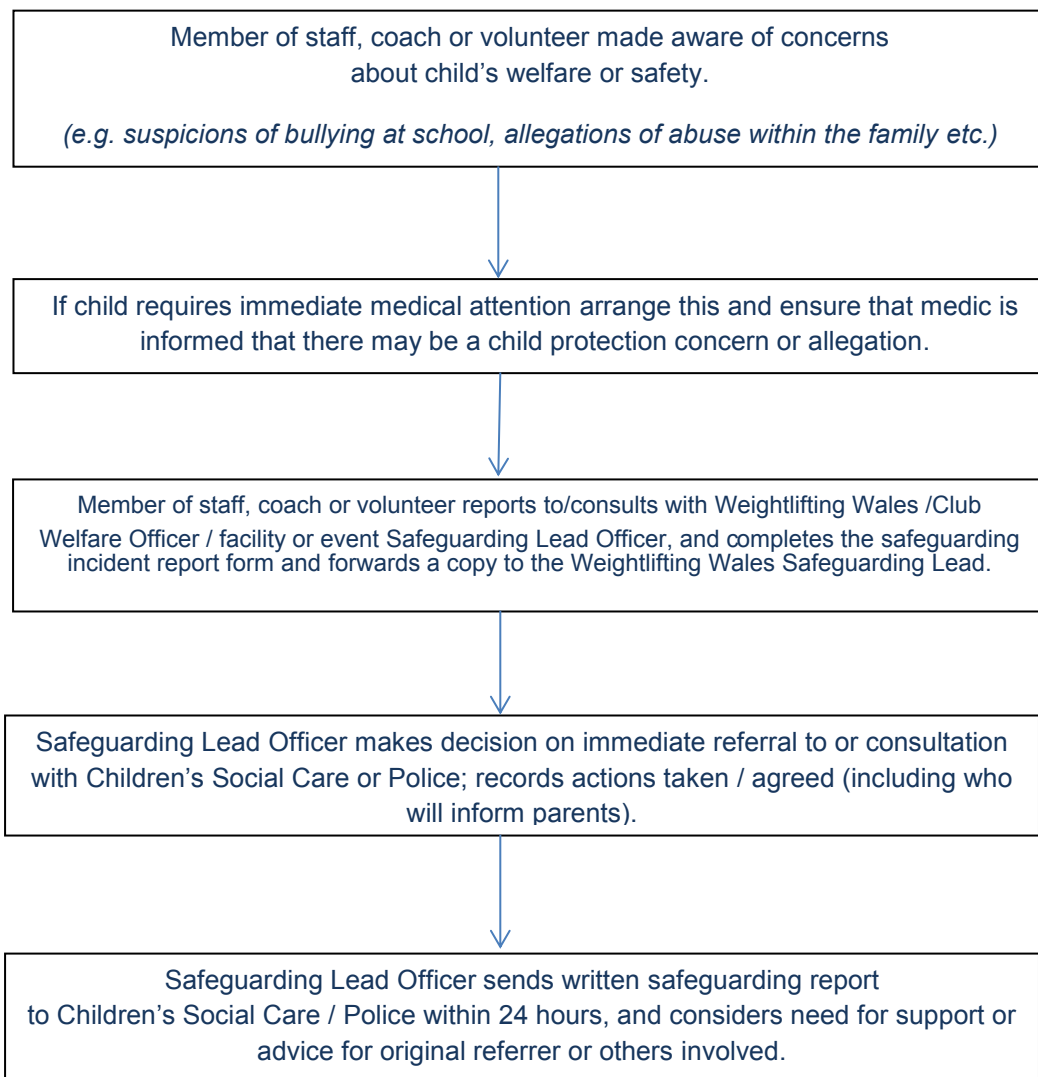 Member of staff, coach or volunteer made aware of concerns
about child’s welfare or safety.
(e.g. suspicions of bullying at school, allegations of abuse within the family etc.)
If child requires immediate medical attention arrange this and ensure that medic is
informed that there may be a child protection concern or allegation.
Member of staff, coach or volunteer reports to/consults with Weightlifting Wales /Club
Welfare Officer / facility or event Safeguarding Lead Officer, and completes the safeguarding
incident report form and forwards a copy to the Weightlifting Wales Safeguarding Lead.
Safeguarding Lead Officer makes decision on immediate referral to or consultation
with Children’s Social Care or Police; records actions taken / agreed (including who
will inform parents).
Safeguarding Lead Officer sends written safeguarding report
to Children’s Social Care / Police within 24 hours, and considers need for support or
advice for original referrer or others involved.